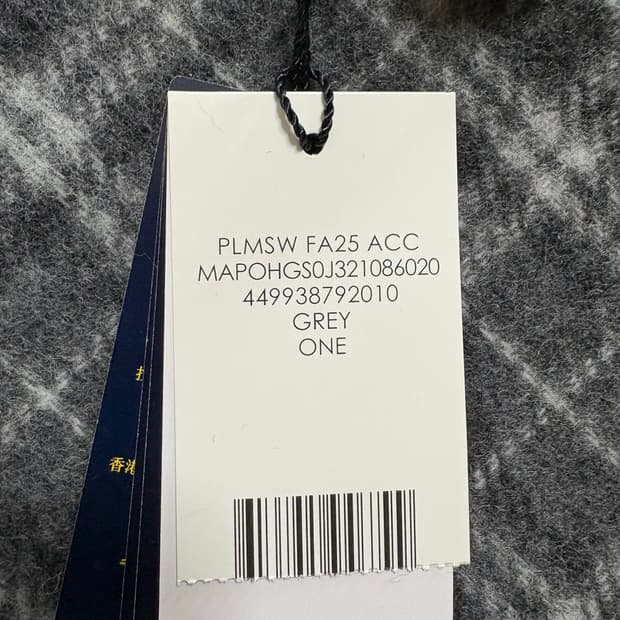 PLMSW FA25 ACC
MAPOHGS0J321086020
449938792010
GREY
ONE
香港